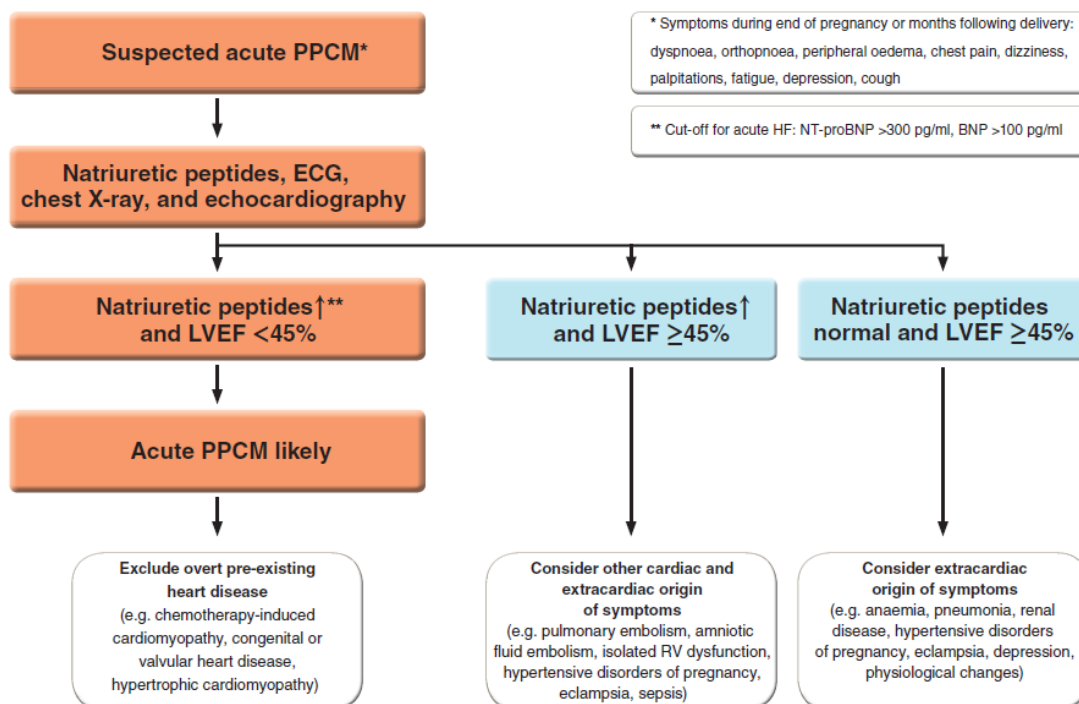 Suspected acute PPCM*
* Symptoms during end of pregnancy or months following delivery:
dyspnoea, orthopnoea, peripheral oedema, chest pain, dizziness,
palpitations, fatigue, depression, cough
** Cut-off for acute HF: NT-proBNP >300 pg/ml, BNP >100 pg/ml
Natriuretic peptides, ECG,
chest X-ray, and echocardiography
Natriuretic peptides↑**
and LVEF <45%
Natriuretic peptides↑
and LVEF ≥45%
Natriuretic peptides
normal and LVEF ≥45%
Acute PPCM likely
Exclude overt pre-existing
heart disease
(e.g. chemotherapy-induced
cardiomyopathy, congenital or
valvular heart disease,
hypertrophic cardiomyopathy)
Consider other cardiac and
extracardiac origin
of symptoms
(e.g. pulmonary embolism, amniotic
fluid embolism, isolated RV dysfunction,
hypertensive disorders of pregnancy,
eclampsia, sepsis)
Consider extracardiac
origin of symptoms
(e.g. anaemia, pneumonia, renal
disease, hypertensive disorders
of pregnancy, eclampsia, depression,
physiological changes)